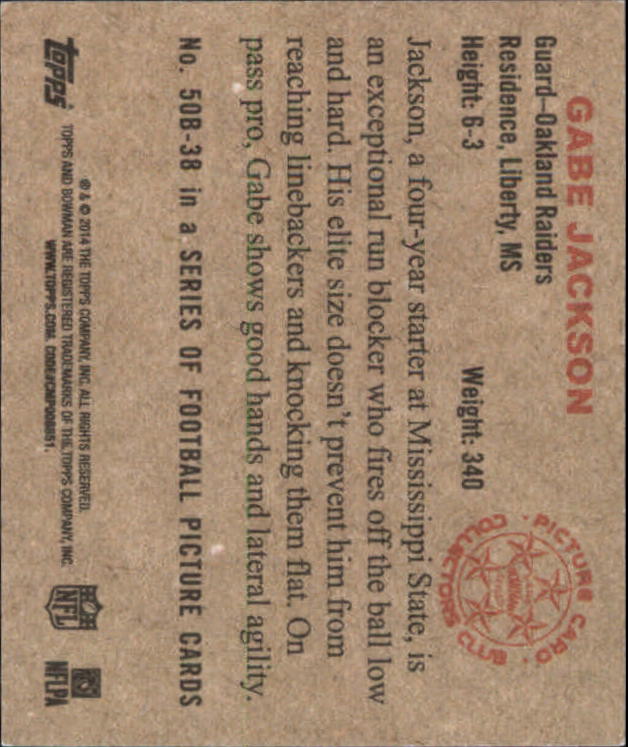 GABE JACKSON
Guard—Oakland Raiders
Residence, Liberty, MS
Height: 6-3 Weight: 340
PICTURE CARD
COLLECTORS CLUB
Jackson, a four-year starter at Mississippi State, is
an exceptional run blocker who fires off the ball low
and hard. His elite size doesn't prevent him from
reaching linebackers and knocking them flat. On
pass pro, Gabe shows good hands and lateral agility.
No. 50B-38 in a SERIES OF FOOTBALL PICTURE CARDS
topps
® & © 2014 THE TOPPS COMPANY, INC. ALL RIGHTS RESERVED.
TOPPS AND BOWMAN ARE REGISTERED TRADEMARKS OF THE TOPPS COMPANY, INC.
WWW.TOPPS.COM.
NFL
NFLPA